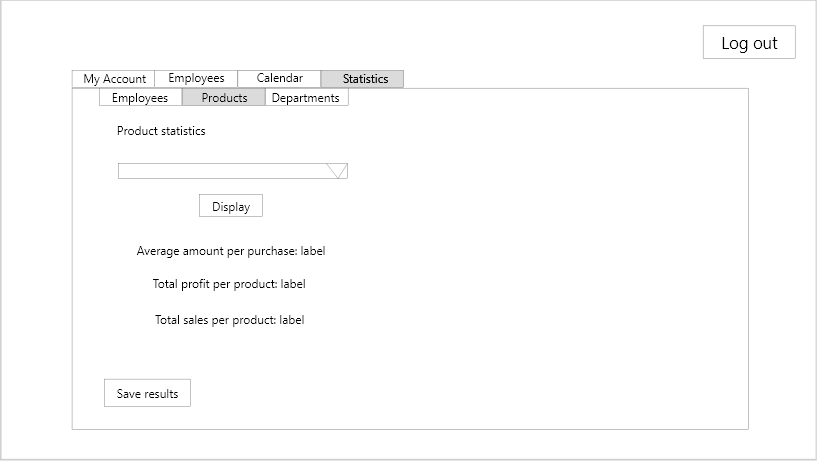 Log out
My Account Employees Calendar Statistics
Employees Products Departments
Product statistics
Display
Average amount per purchase: label
Total profit per product: label
Total sales per product: label
Save results